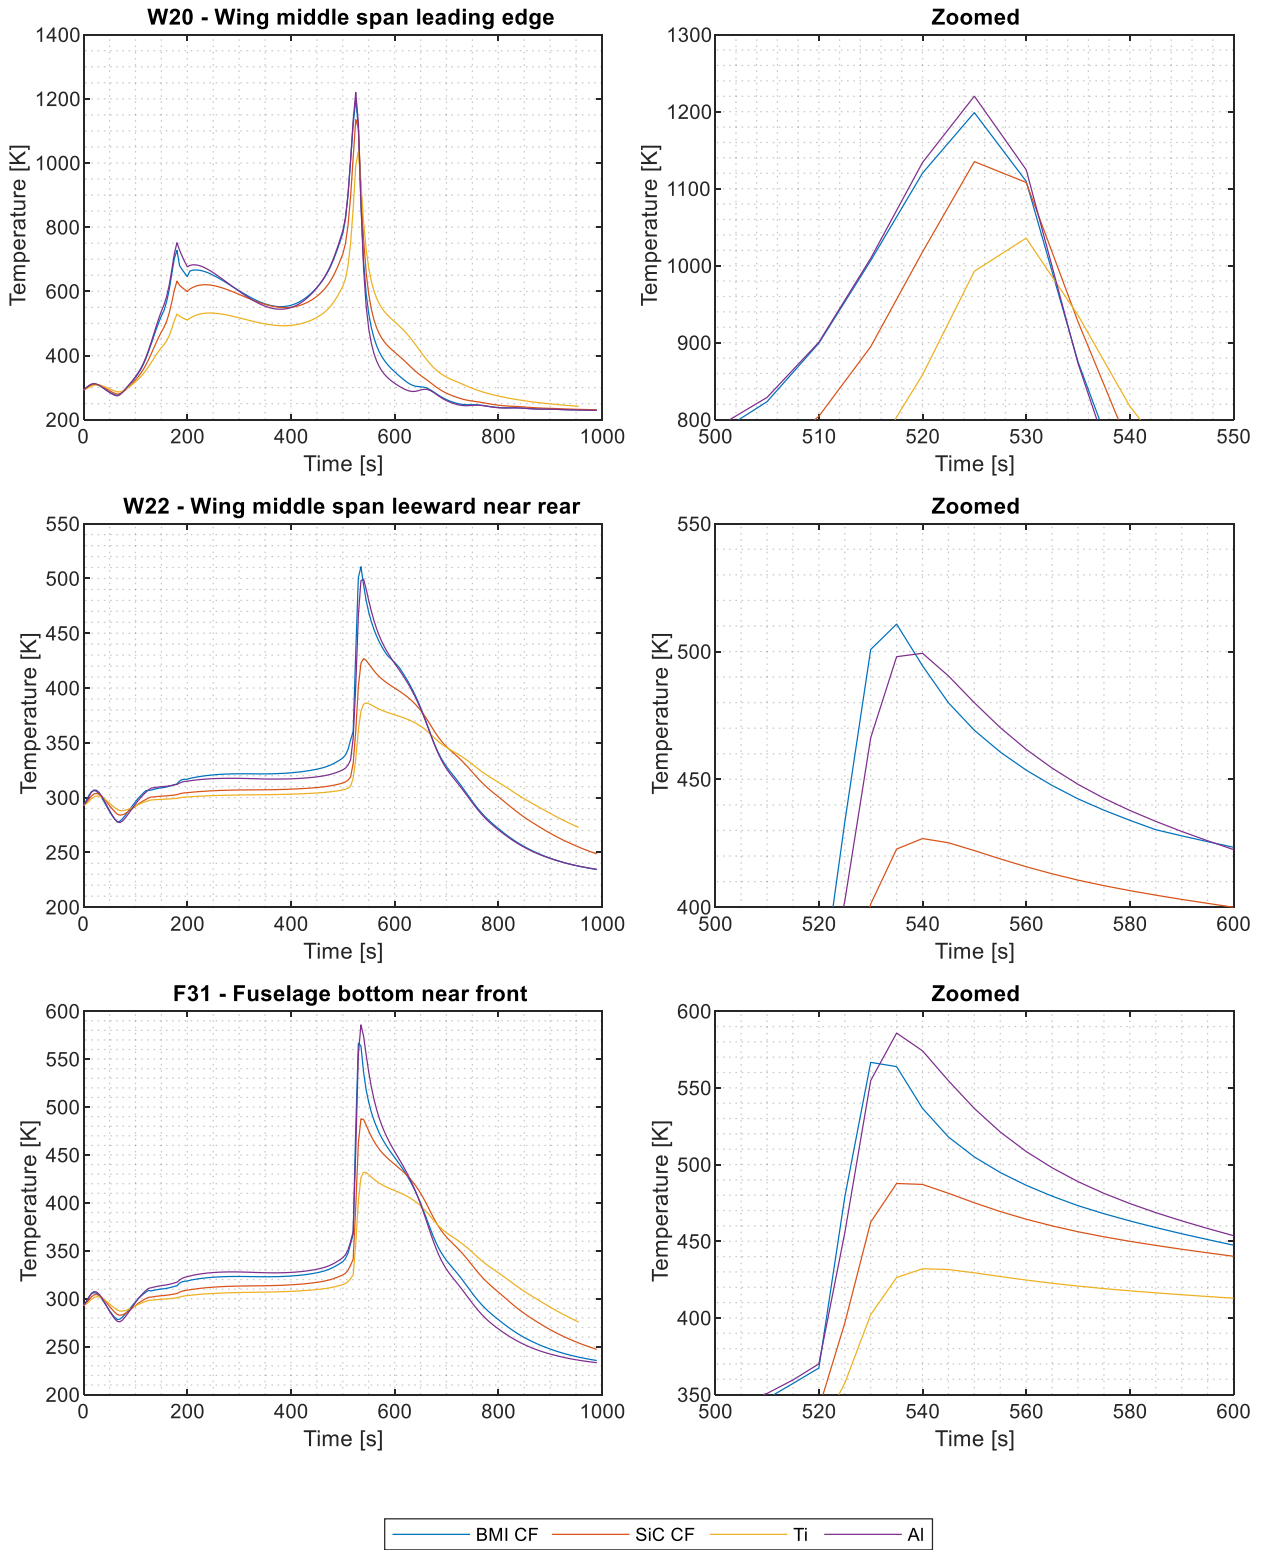 W20 - Wing middle span leading edge
Zoomed
1400
1200
1000
800
600
400
200
Temperature [K]
0 200 400 600 800 1000
Time [s]
1300
1200
1100
1000
900
800
Temperature [K]
500 510 520 530 540 550
Time [s]
W22 - Wing middle span leeward near rear
Zoomed
550
500
450
400
350
300
250
200
Temperature [K]
0 200 400 600 800 1000
Time [s]
550
500
450
400
Temperature [K]
500 520 540 560 580 600
Time [s]
F31 - Fuselage bottom near front
Zoomed
600
550
500
450
400
350
300
250
200
Temperature [K]
0 200 400 600 800 1000
Time [s]
600
550
500
450
400
350
Temperature [K]
500 520 540 560 580 600
Time [s]
BMI CF SiC CF Ti Al